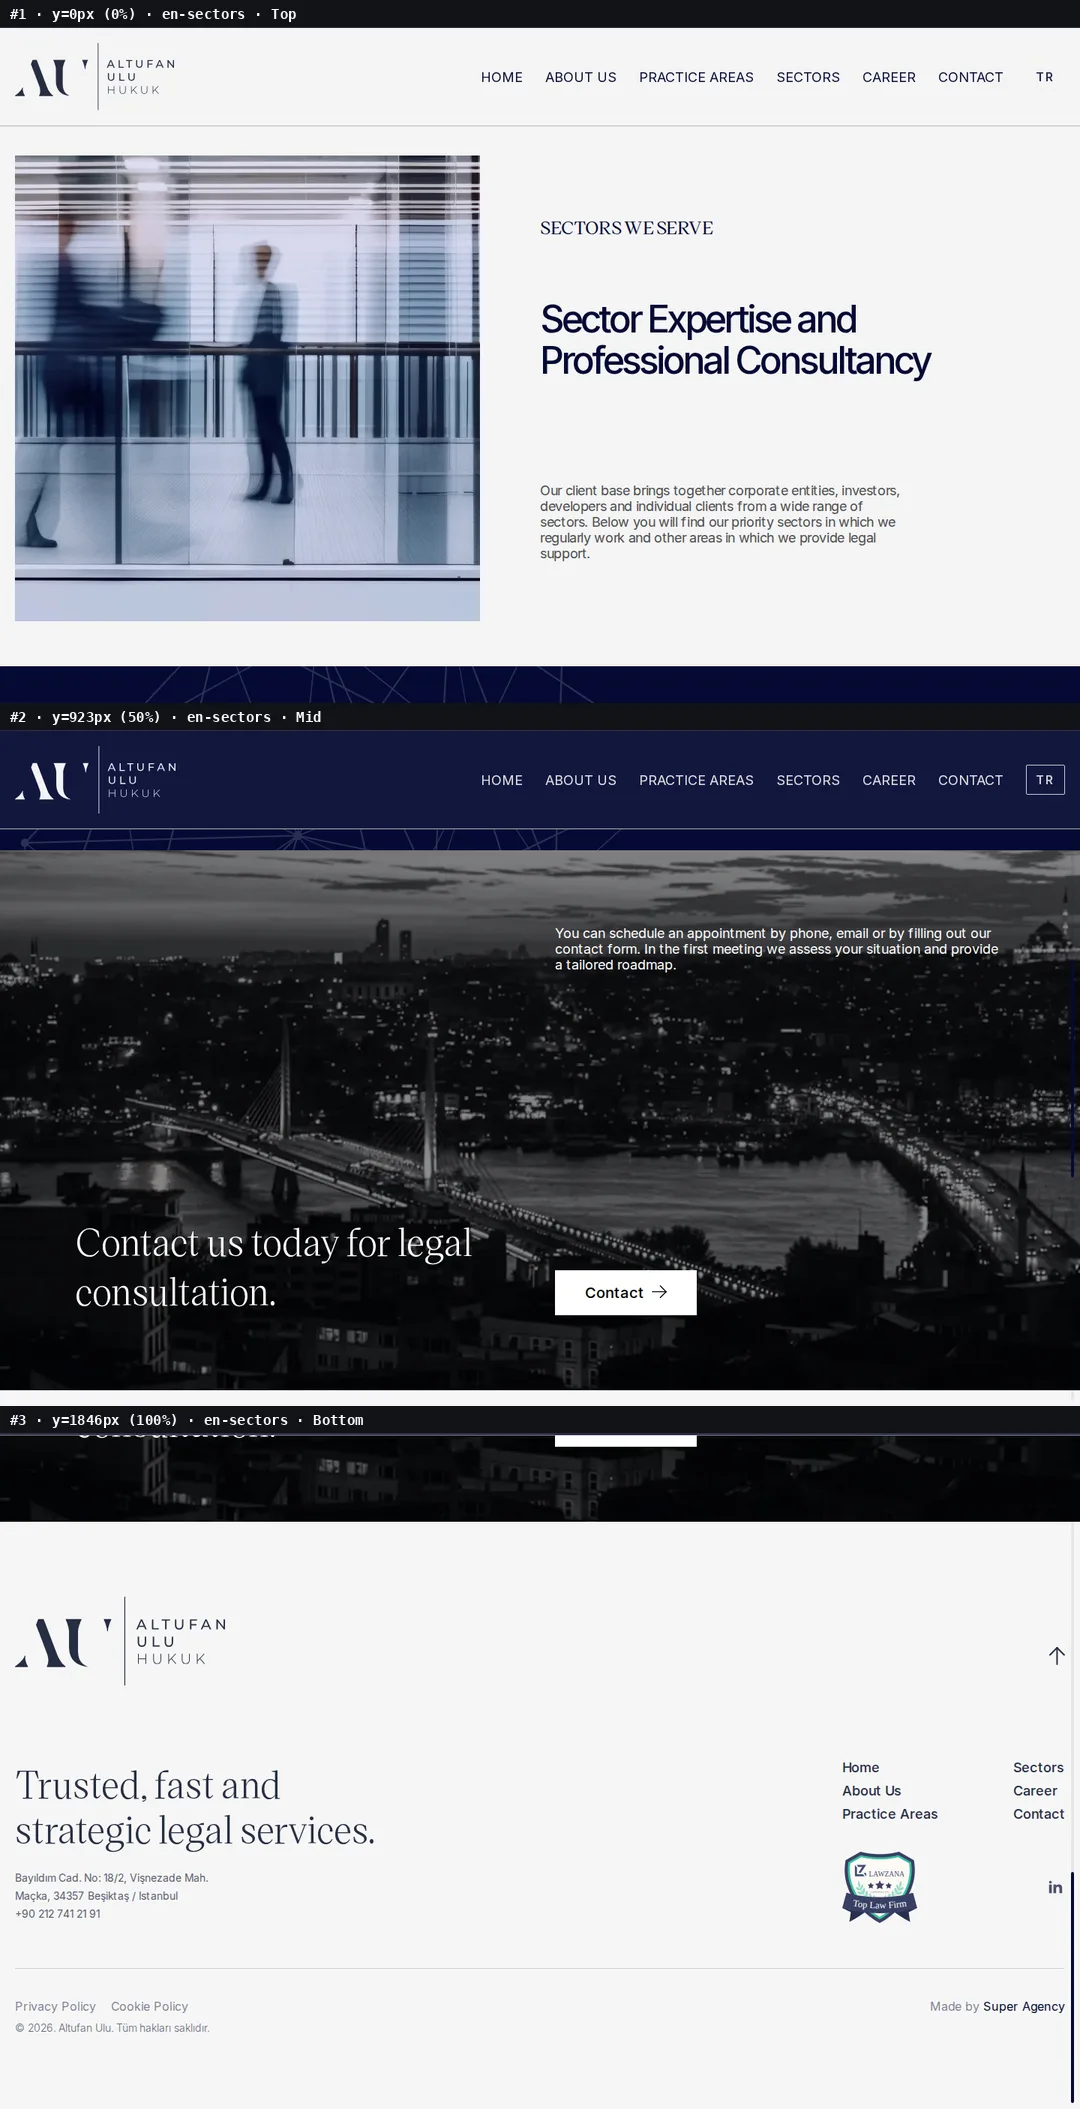 #1 · y=0px (0%) · en-sectors · Top
ALTUFAN
ULU
HUKUK
HOME ABOUT US PRACTICE AREAS SECTORS CAREER CONTACT TR
SECTORS WE SERVE
Sector Expertise and
Professional Consultancy
Our client base brings together corporate entities, investors,
developers and individual clients from a wide range of
sectors. Below you will find our priority sectors in which we
regularly work and other areas in which we provide legal
support.
#2 · y=923px (50%) · en-sectors · Mid
ALTUFAN
ULU
HUKUK
HOME ABOUT US PRACTICE AREAS SECTORS CAREER CONTACT TR
You can schedule an appointment by phone, email or by filling out our
contact form. In the first meeting we assess your situation and provide
a tailored roadmap.
Contact us today for legal
consultation.
Contact
#3 · y=1846px (100%) · en-sectors · Bottom
ALTUFAN
ULU
HUKUK
Trusted, fast and
strategic legal services.
Bayıldım Cad. No: 18/2, Vişnezade Mah.
Maçka, 34357 Beşiktaş / Istanbul
+90 212 741 21 91
Home
About Us
Practice Areas
Sectors
Career
Contact
LAWZANA
Top Law Firm
in
Privacy Policy Cookie Policy
© 2026. Altufan Ulu. Tüm hakları saklıdır.
Made by Super Agency